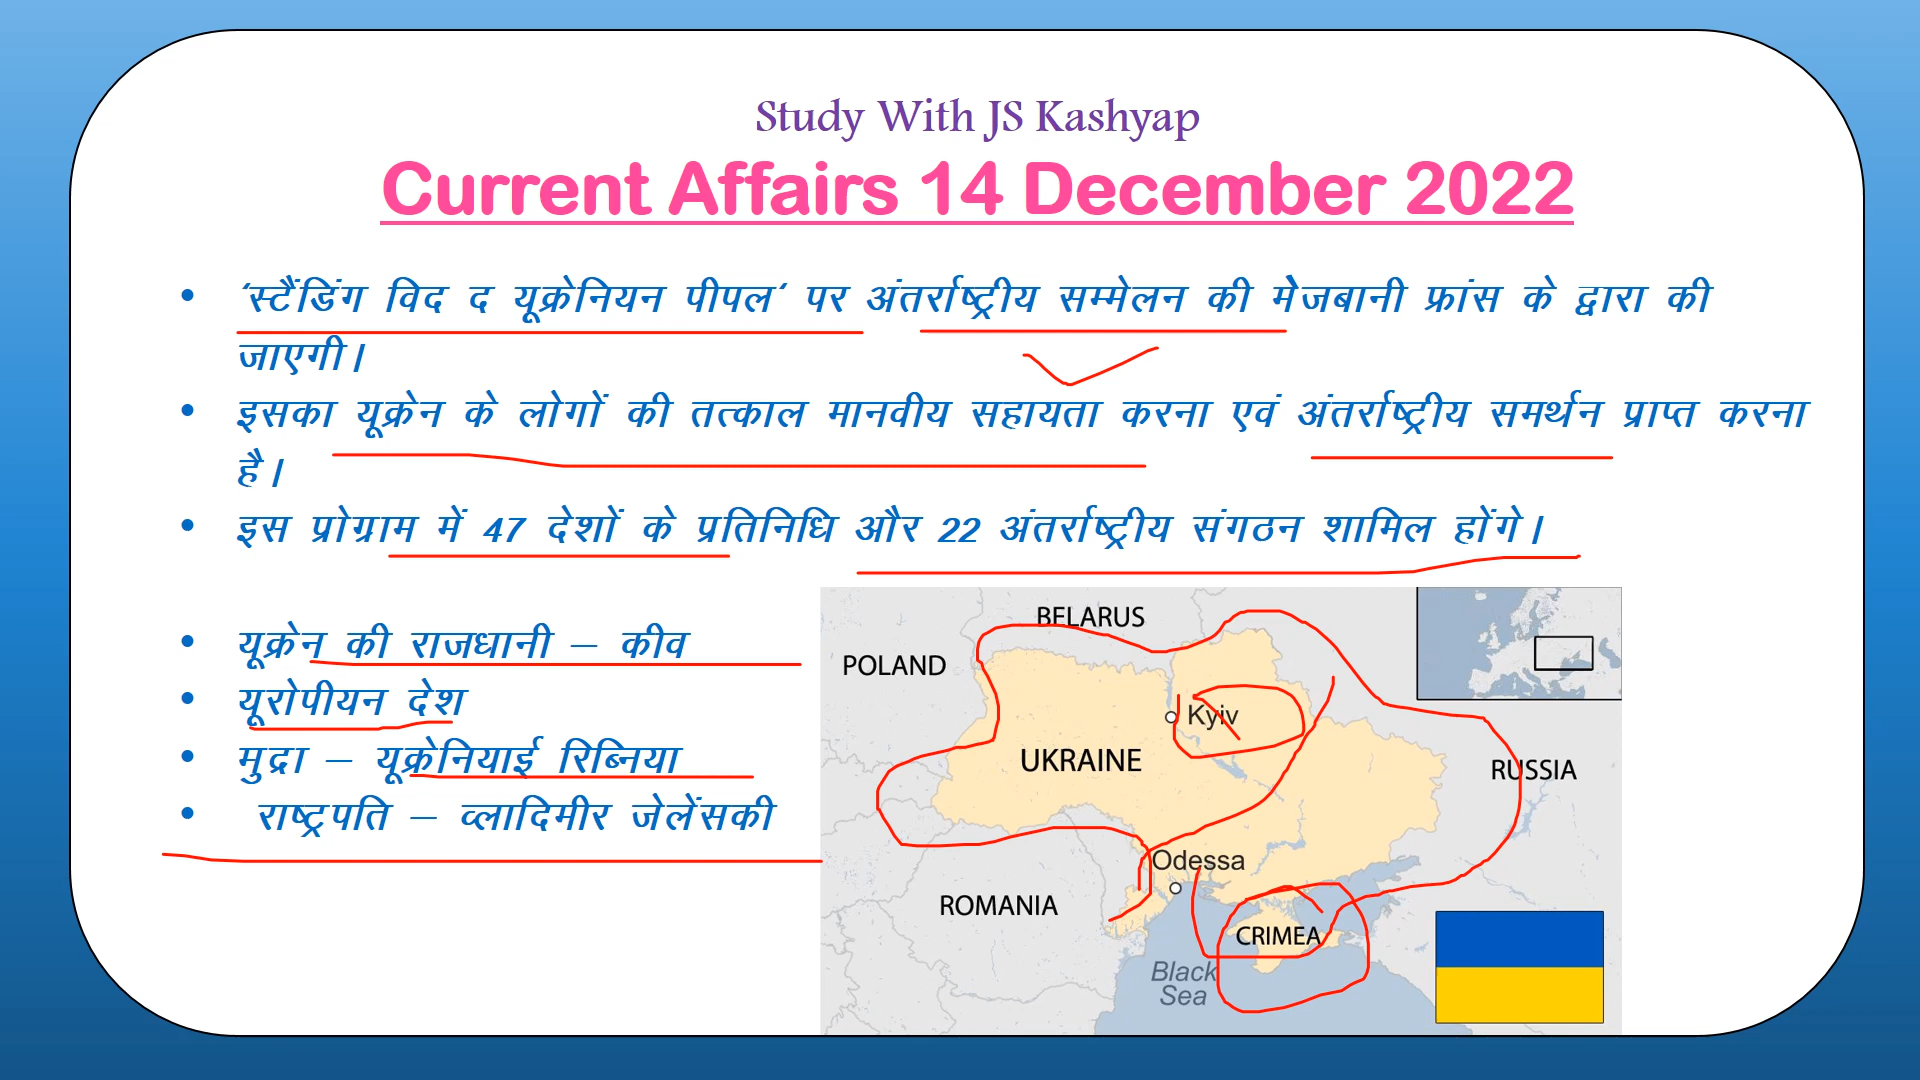 Study With JS Kashyap
Current Affairs 14 December 2022
• ‘स्टैंडिंग विद द यूक्रेनियन पीपल‘ पर अंतर्राष्ट्रीय सम्मेलन की मेजबानी फ्रांस के द्वारा की
जाएगी।
• इसका यूक्रेन के लोगों की तत्काल मानवीय सहायता करना एवं अंतर्राष्ट्रीय समर्थन प्राप्त करना
है।
• इस प्रोग्राम में 47 देशों के प्रतिनिधि और 22 अंतर्राष्ट्रीय संगठन शामिल होंगे।
• यूक्रेन की राजधानी – कीव
• यूरोपीयन देश
• मुद्रा – यूक्रेनियाई रिब्निया
• राष्ट्रपति – व्लादिमीर जेलेंसकी
BELARUS
POLAND
Kyiv
UKRAINE
RUSSIA
Odessa
ROMANIA
CRIMEA
Black
Sea